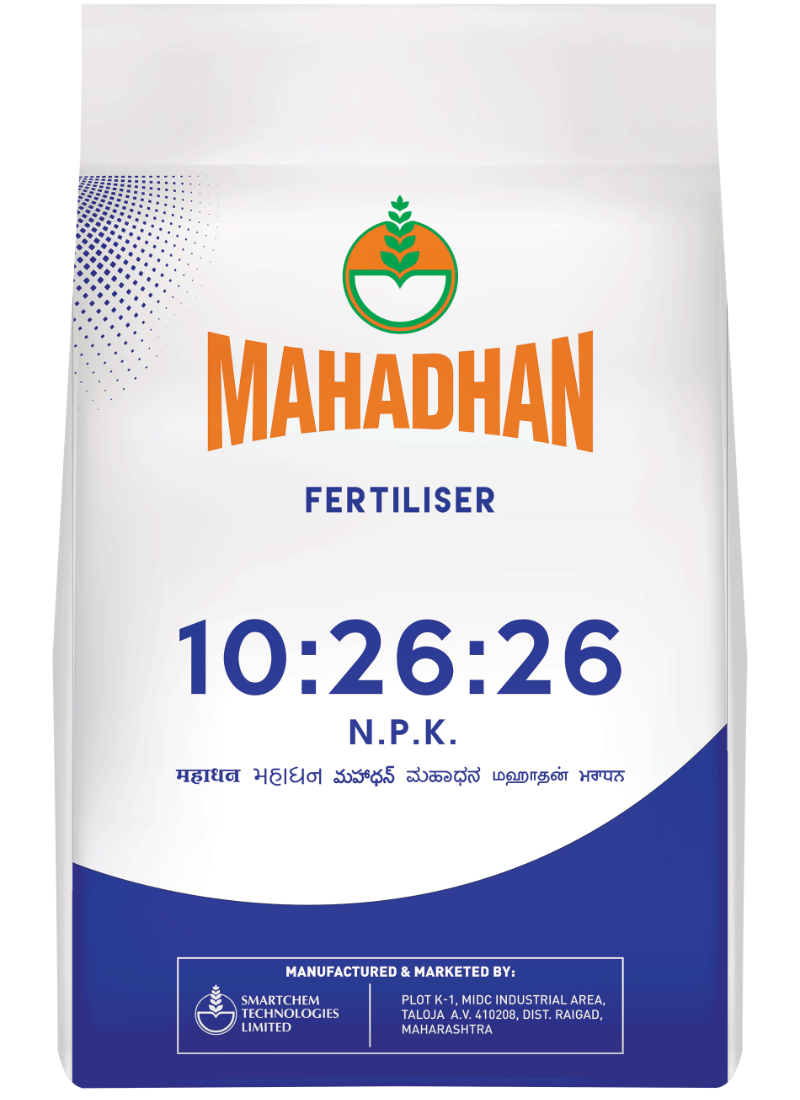 MAHADHAN
FERTILISER
10:26:26
N.P.K.
महाधन મહાધન మహాధన్ ಮಹಾಧನ மஹாதன் ਮਹਾਧਨ
MANUFACTURED & MARKETED BY:
SMARTCHEM
TECHNOLOGIES
LIMITED
PLOT K-1, MIDC INDUSTRIAL AREA,
TALOJA A.V. 410208, DIST. RAIGAD,
MAHARASHTRA